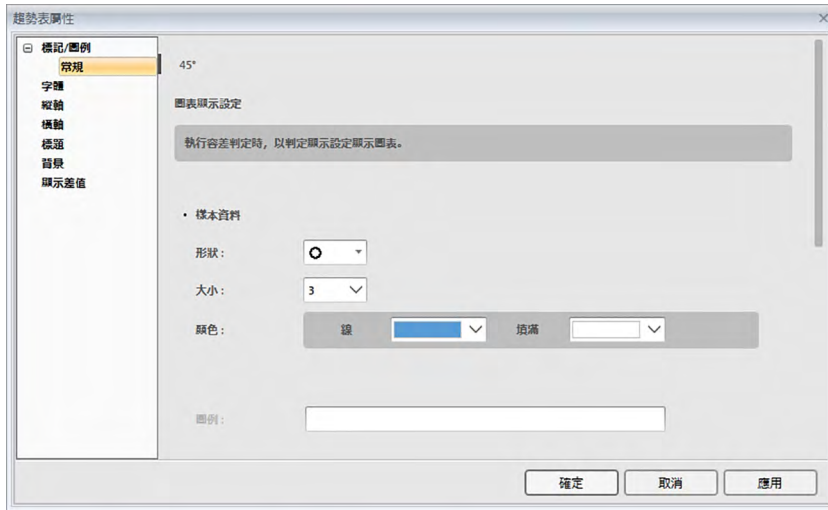 趨勢表屬性
標記/圖例
常規
字體
縱軸
橫軸
標題
背景
顯示差值
45°
圖表顯示設定
執行容差判定時，以判定顯示設定顯示圖表。
• 樣本資料
形狀：
大小： 3
顏色： 線 填滿
圖例：
確定 取消 應用